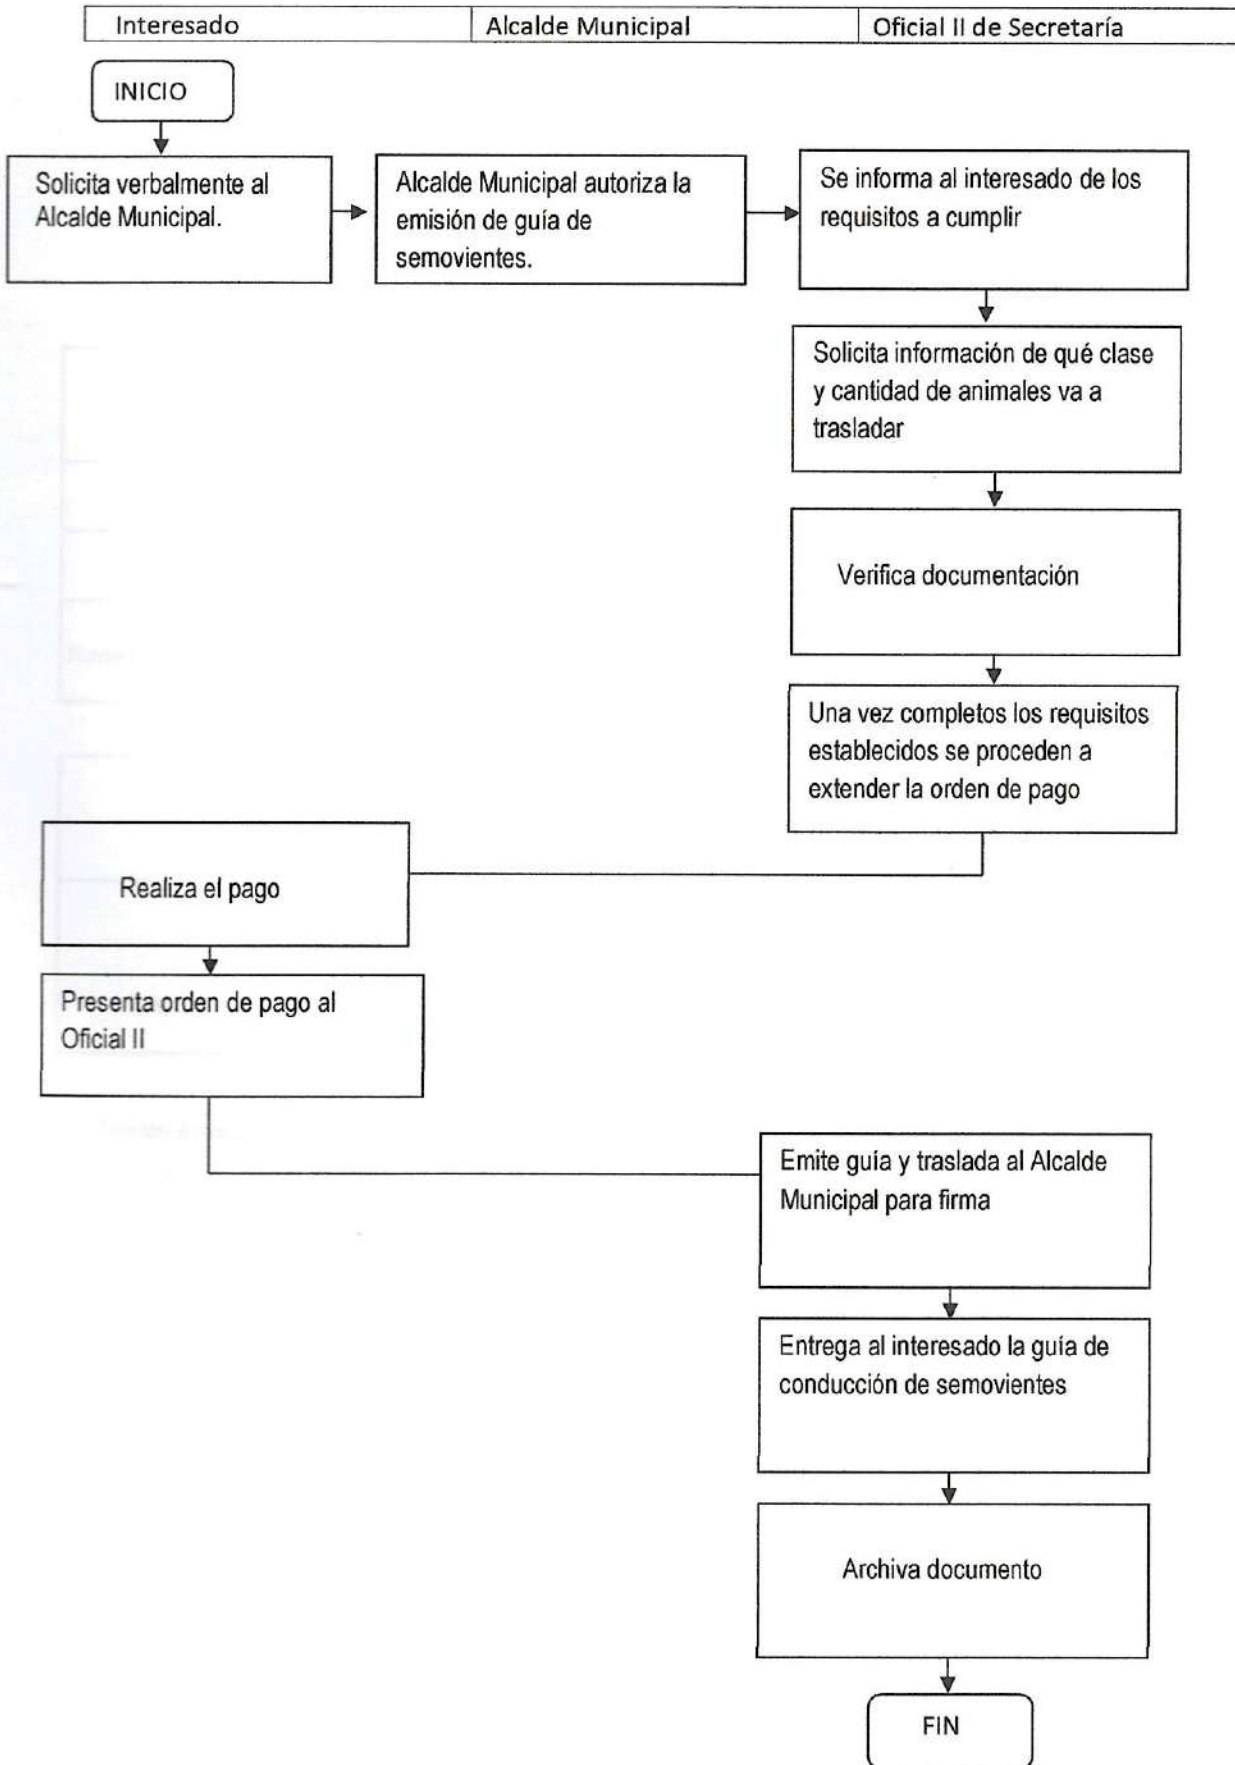 Interesado
Alcalde Municipal
Oficial II de Secretaría
INICIO
Solicita verbalmente al
Alcalde Municipal.
Alcalde Municipal autoriza la
emisión de guía de
semovientes.
Se informa al interesado de los
requisitos a cumplir
Solicita información de qué clase
y cantidad de animales va a
trasladar
Verifica documentación
Una vez completos los requisitos
establecidos se proceden a
extender la orden de pago
Realiza el pago
Presenta orden de pago al
Oficial II
Emite guía y traslada al Alcalde
Municipal para firma
Entrega al interesado la guía de
conducción de semovientes
Archiva documento
FIN